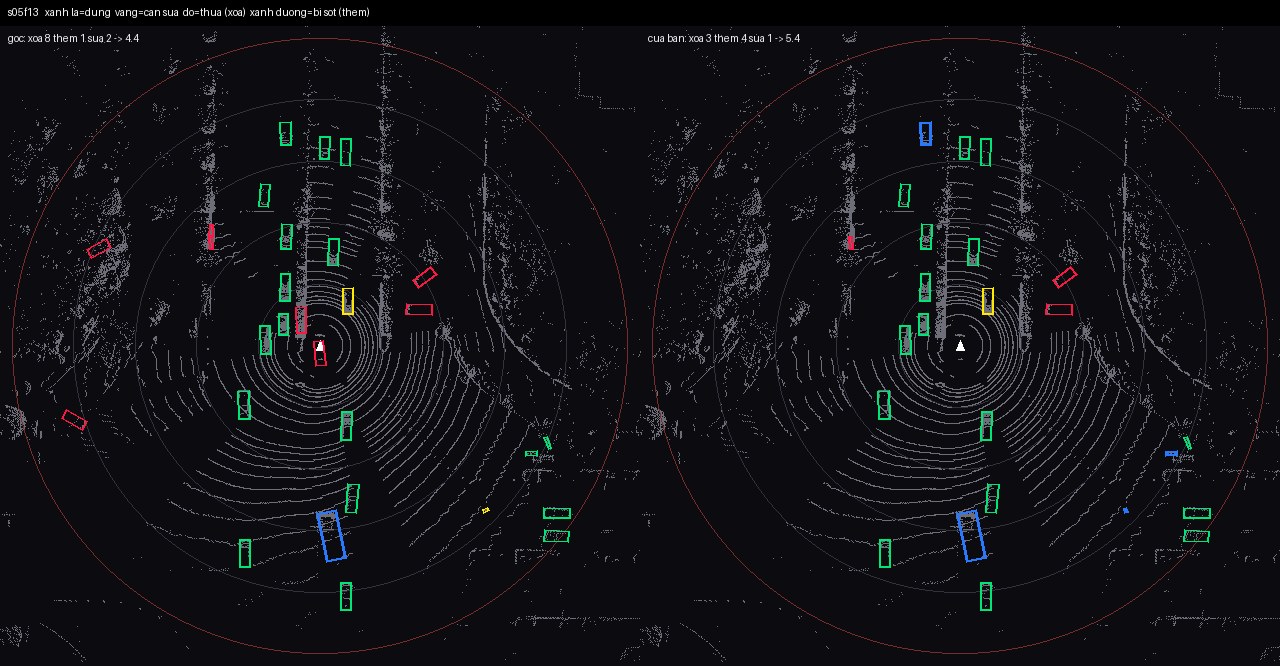 s05f13 xanh la=dung vang=can sua do=thua (xoa) xanh duong=bi sot (them)
goc: xoa 8 them 1 sua 2 -> 4.4
cua ban: xoa 3 them 4 sua 1 -> 5.4